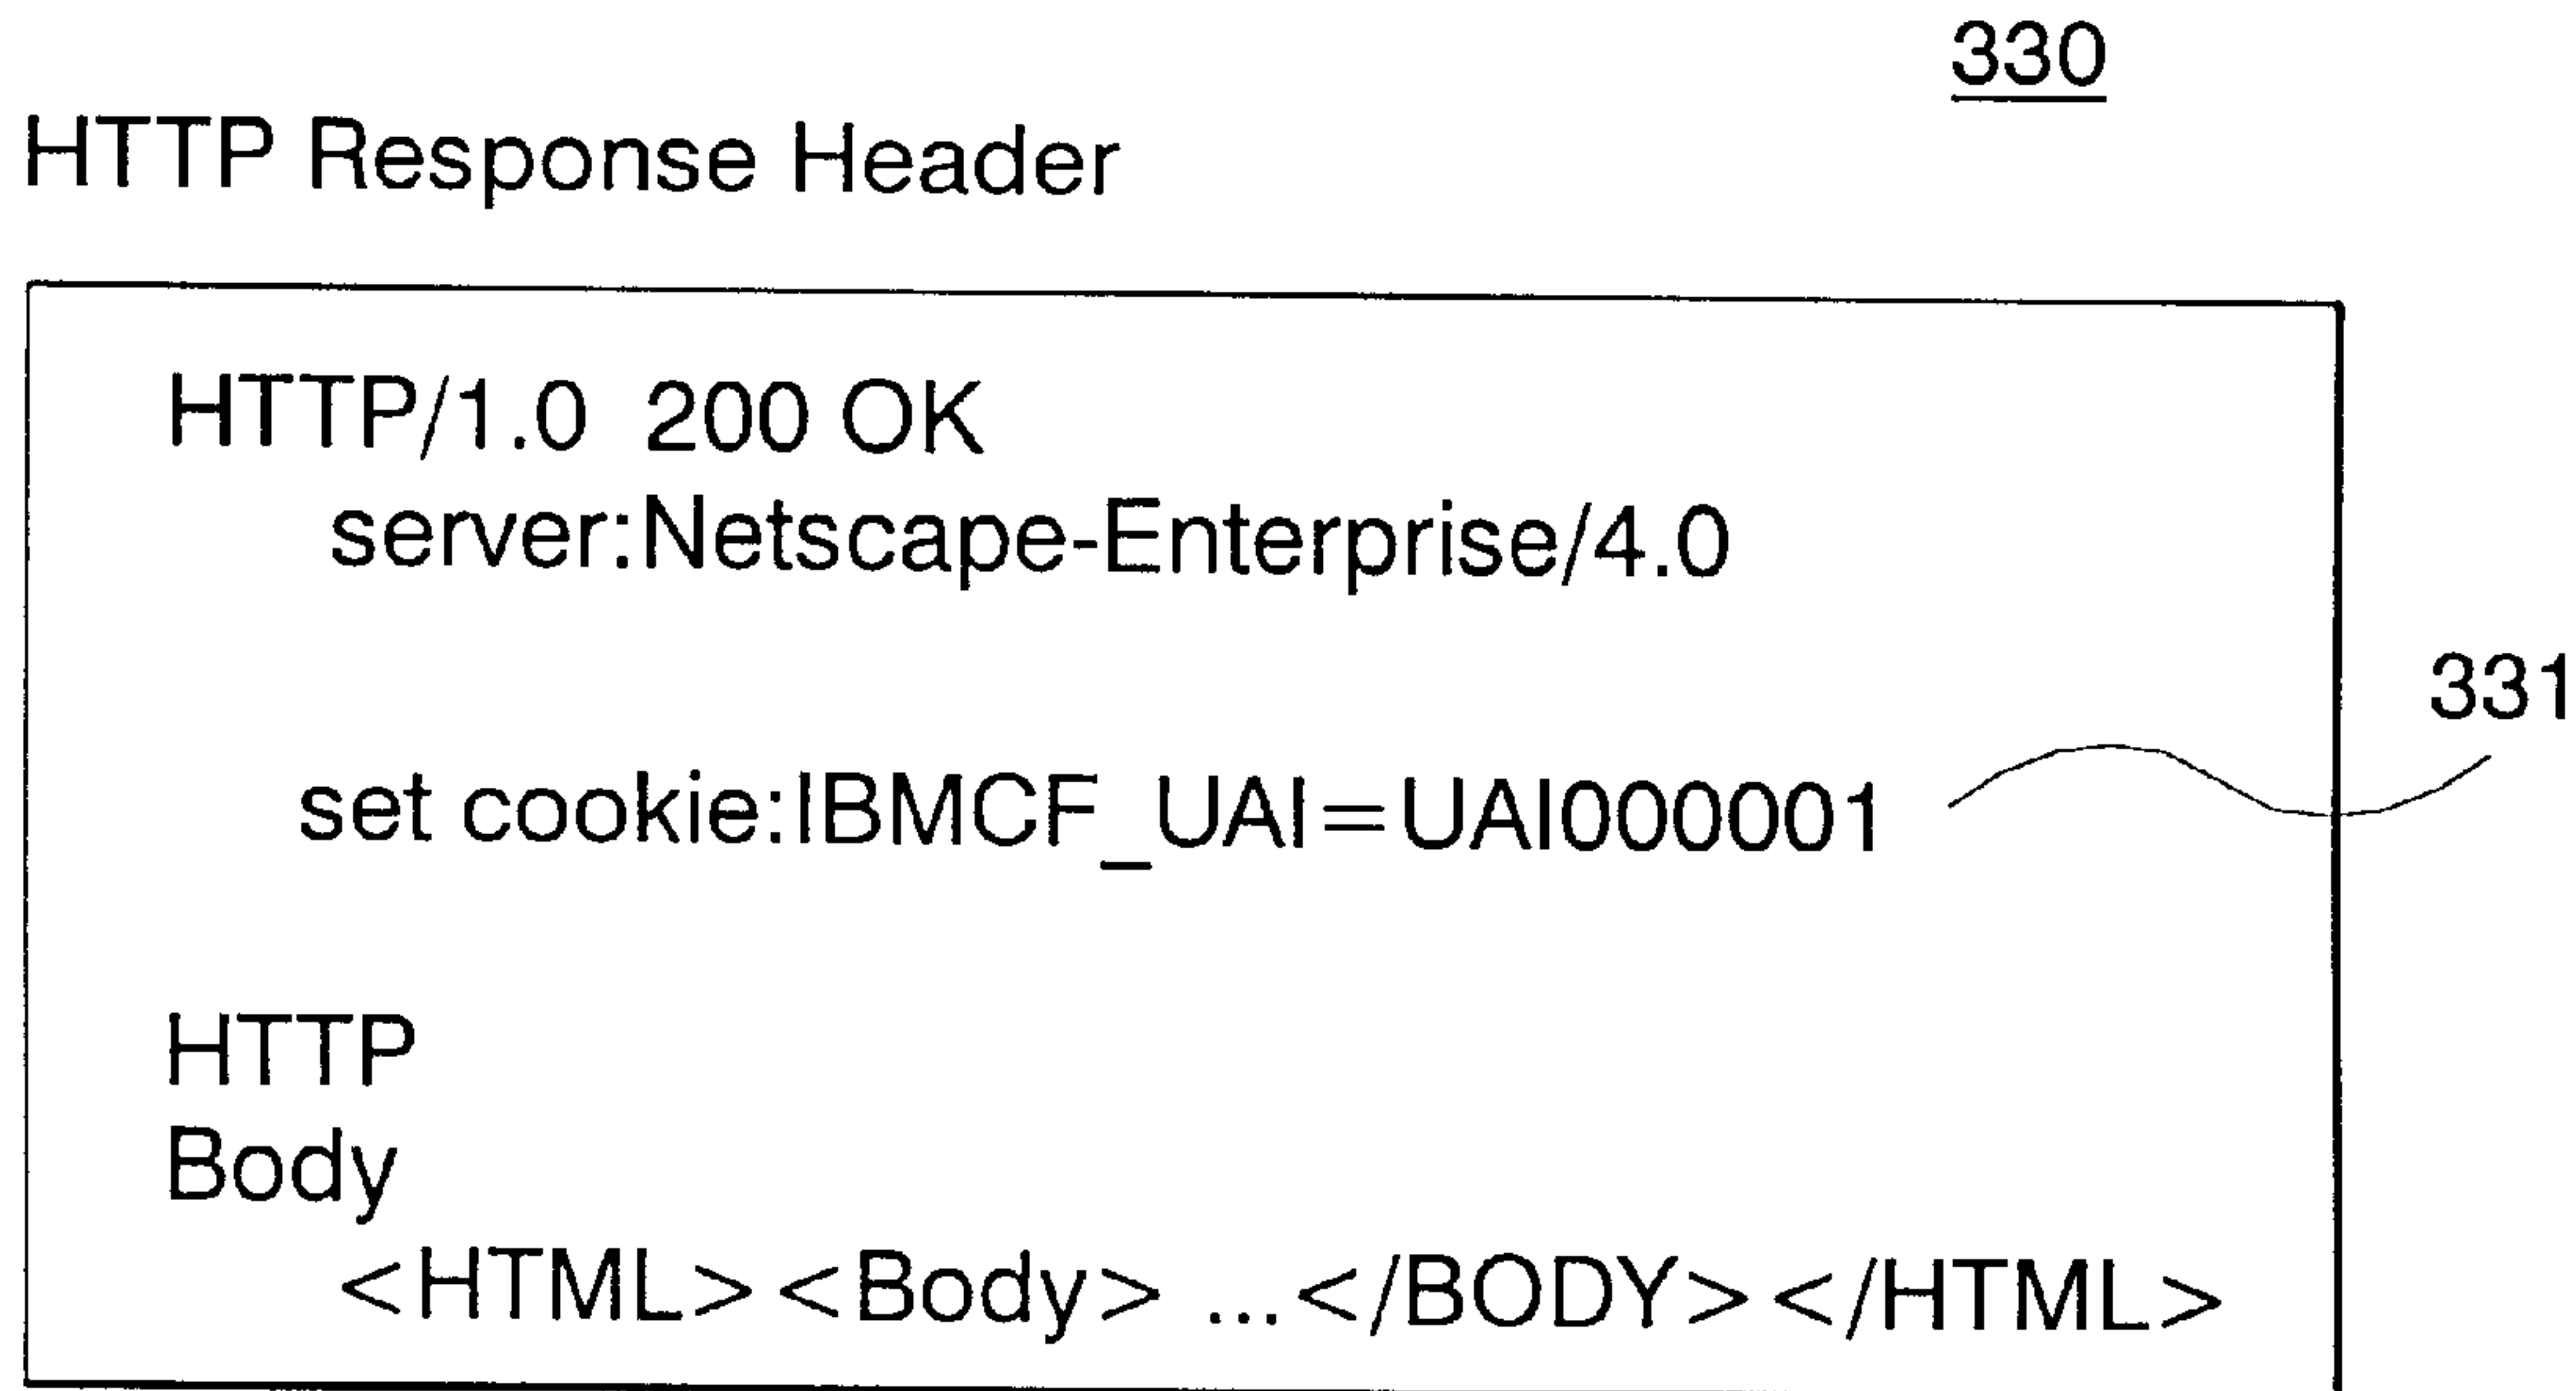 330
HTTP Response Header
HTTP/1.0 200 OK
server:Netscape-Enterprise/4.0
331
set cookie:IBMCF_UAI=UAI000001
HTTP
Body
<HTML><Body> ...</BODY></HTML>